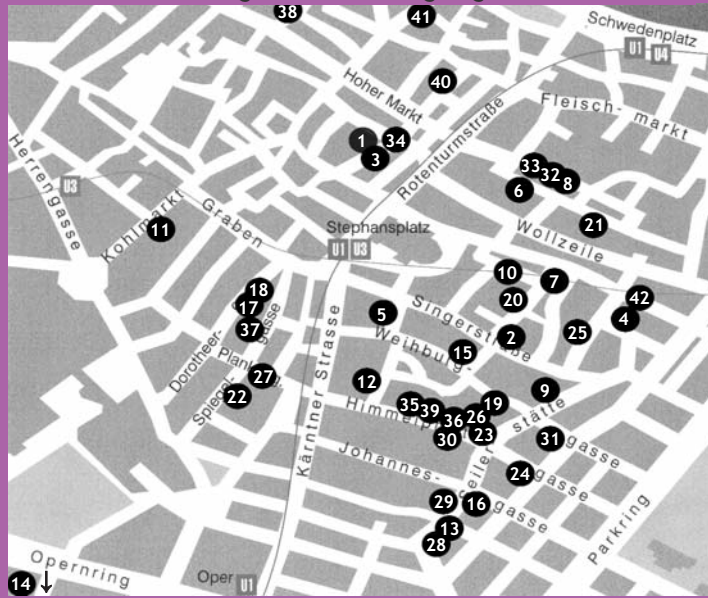 38
41
Schwedenplatz
U1 U4
40
Hoher Markt
Fleisch- markt
1
34
3
Rotenturmstraße
Herrengasse
U3
33
32
8
6
Kohlmarkt
11
Graben
Stephansplatz
U1 U3
21
Wollzeile
10
7
18
17
gasse
20
42
4
5
Singerstraße
37
2
25
Weihburg-
15
Dorotheer-
Plankeng.
Kärntner Strasse
27
22
Spiegel-
12
9
35
39
19
26
36
23
30
Himmelpf
stätte
31
gasse
Johannes-
Seiler
24
gasse
29
16
gasse
13
28
Parkring
Opernring
14 ↓
Oper U1